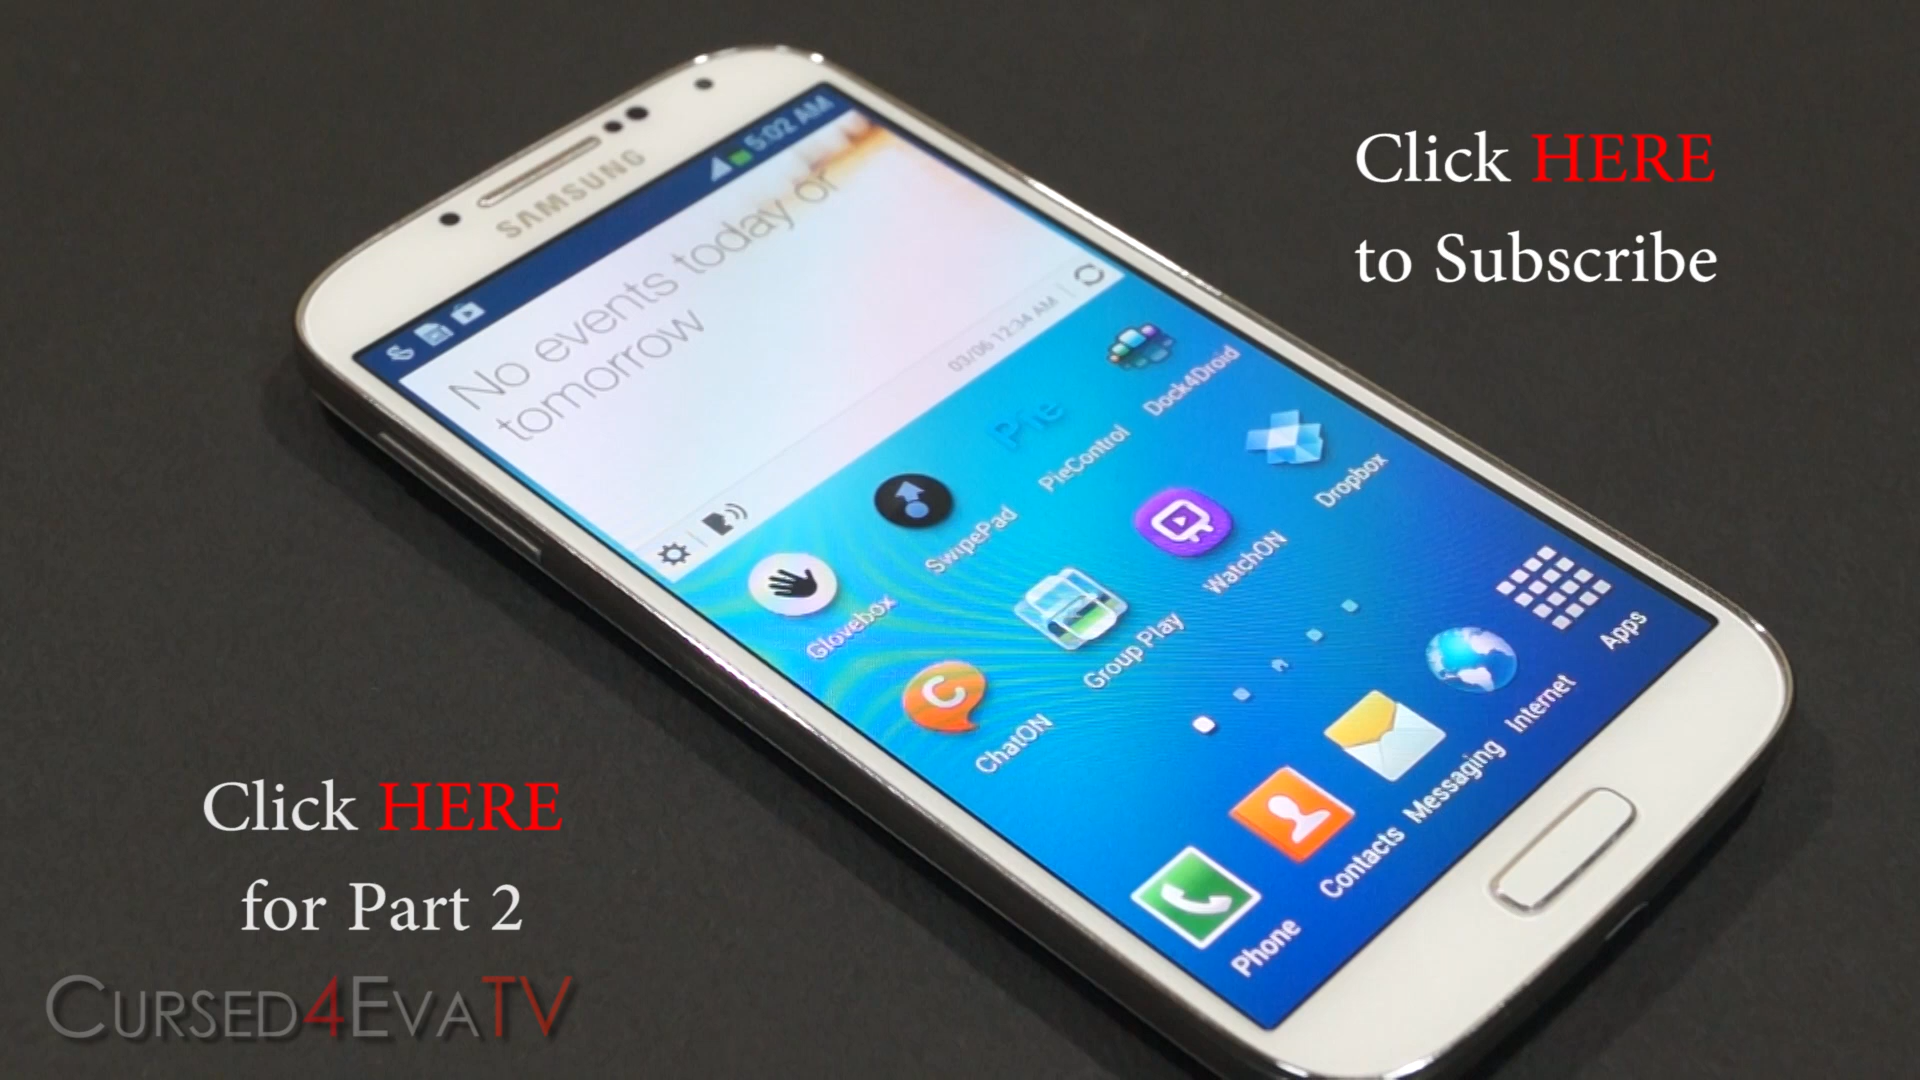 SAMSUNG
5:02 AM
No events today or
tomorrow
03/06 12:34 AM
Glovebox
SwipePad
Pie
PieControl
Dock4Droid
C
ChatON
Group Play
WatchON
Dropbox
Phone
Contacts
Messaging
Internet
Apps
Click HERE
to Subscribe
Click HERE
for Part 2
CURSED4EVATV